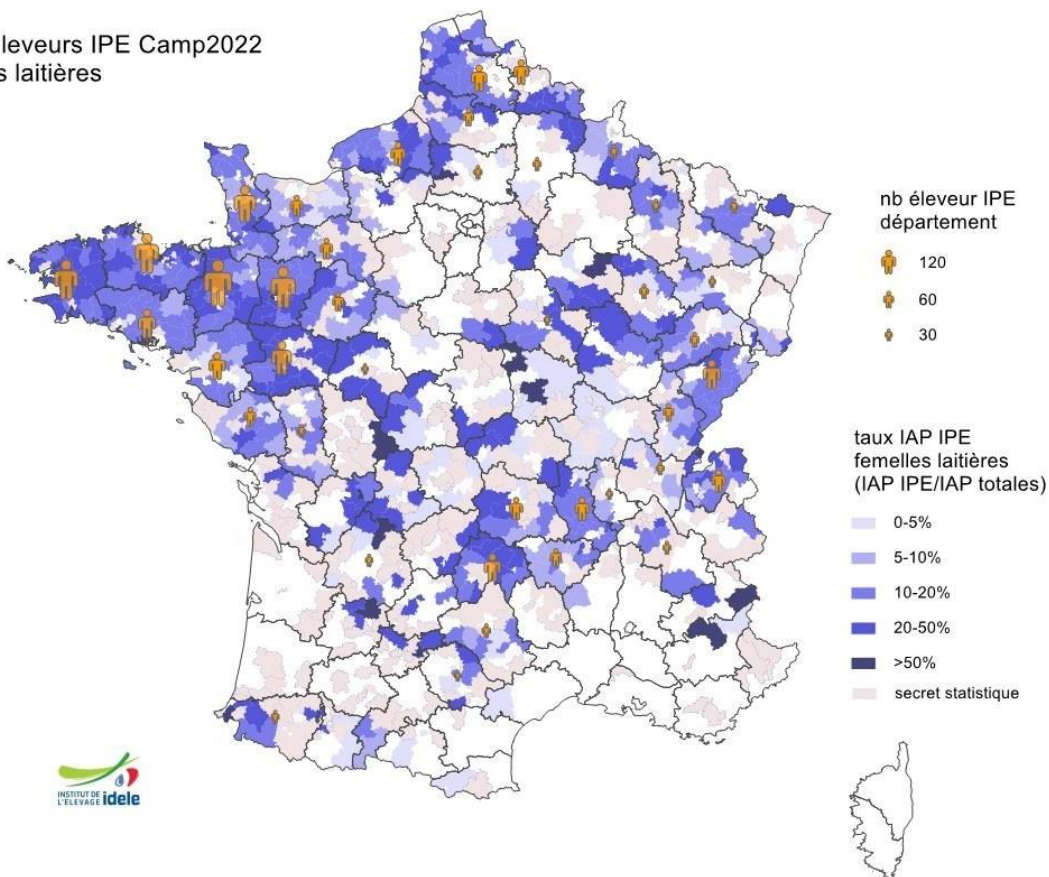 leveurs IPE Camp2022
s laitières
nb éleveur IPE
département
120
60
30
taux IAP IPE
femelles laitières
(IAP IPE/IAP totales)
0-5%
5-10%
10-20%
20-50%
>50%
secret statistique
INSTITUT DE
L'ELEVAGE idele